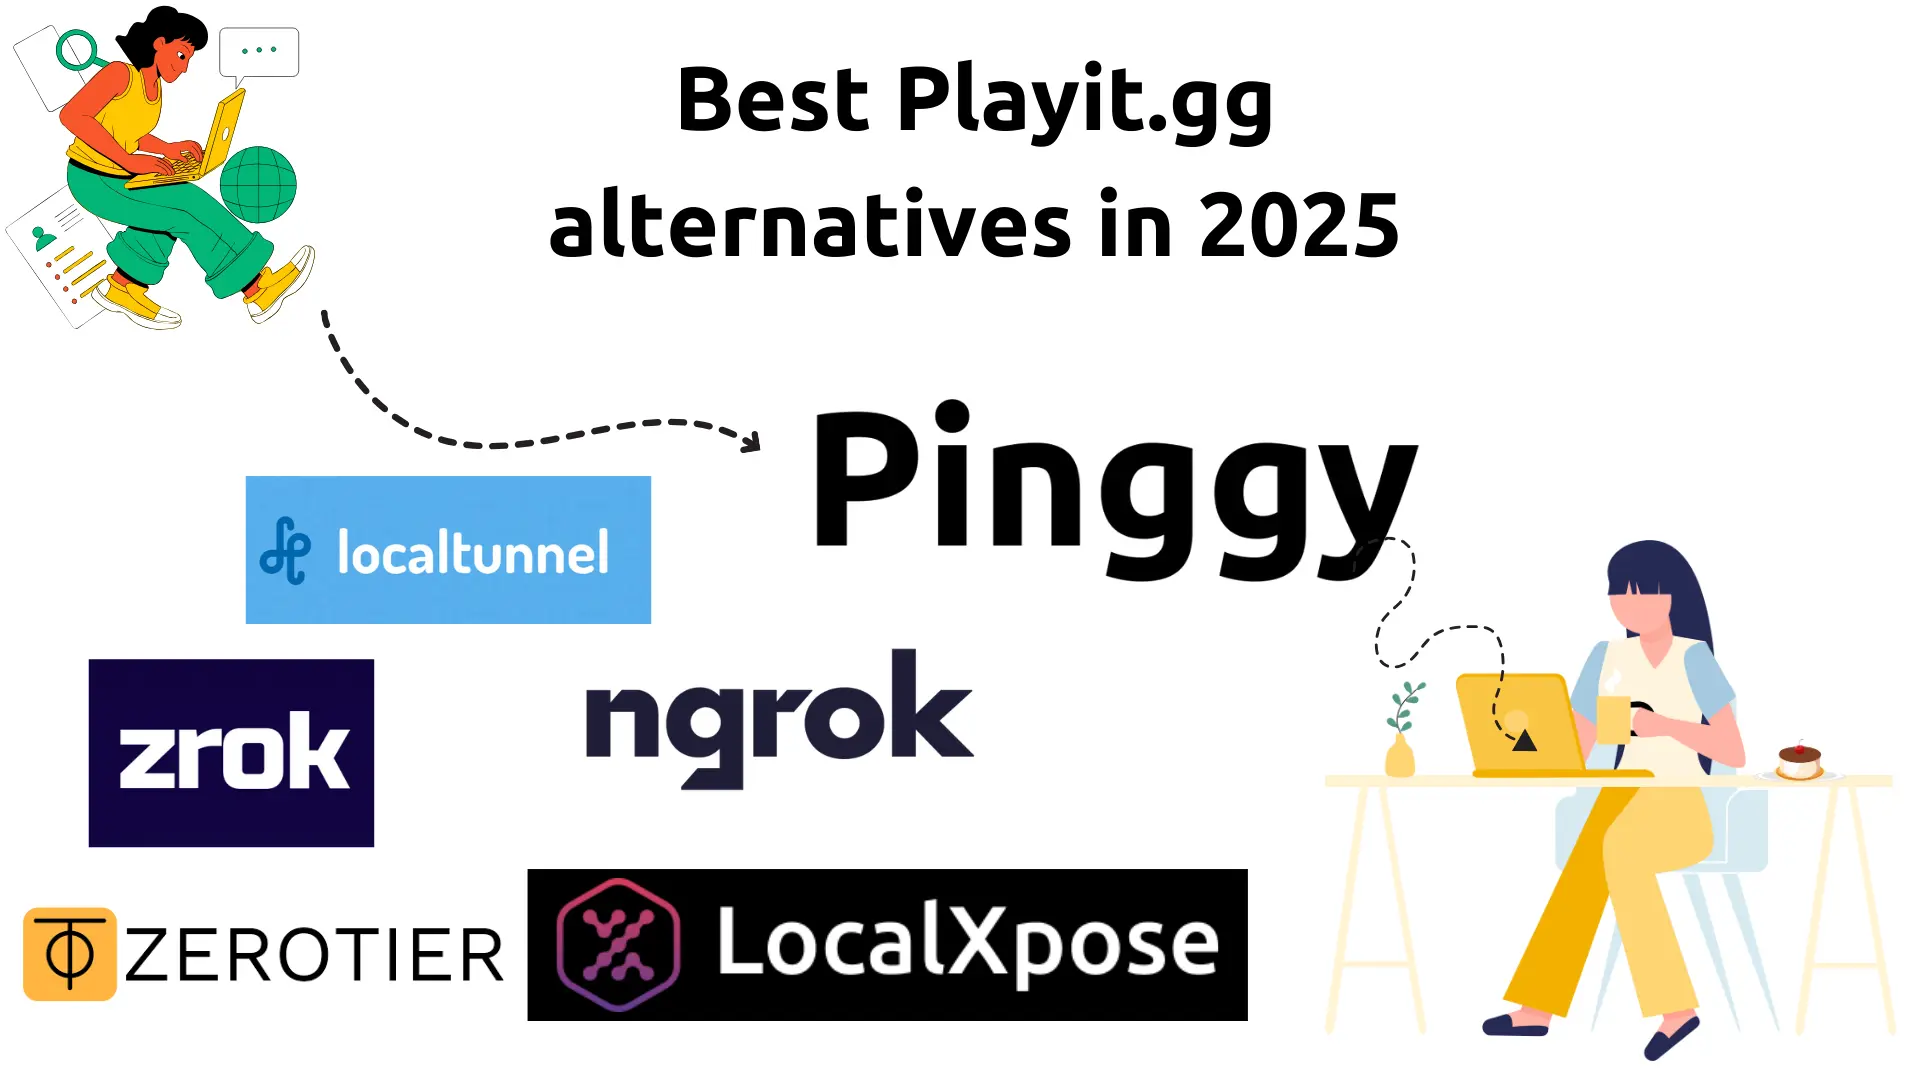 Best Playit.gg
alternatives in 2025
Pinggy
localtunnel
ngrok
zrok
ZEROTIER
LocalXpose